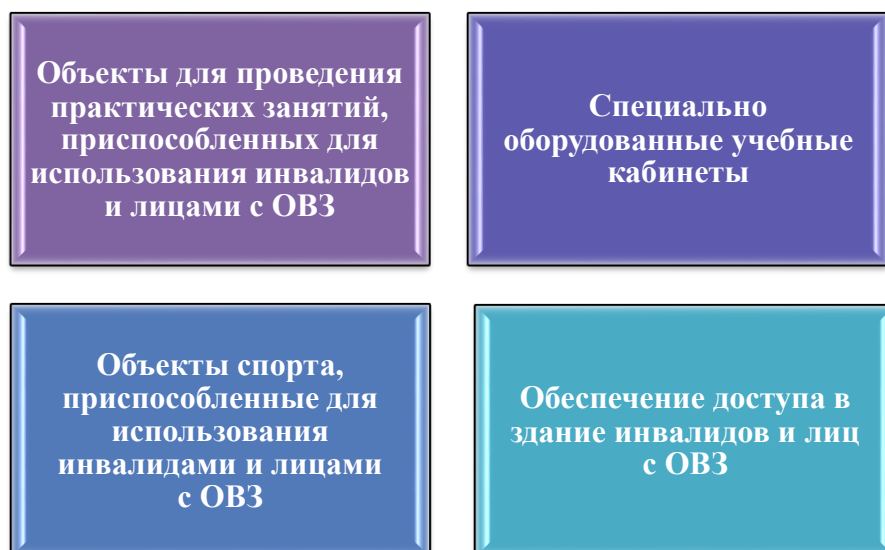 Объекты для проведения
практических занятий,
приспособленных для
использования инвалидов
и лицами с ОВЗ
Специально
оборудованные учебные
кабинеты
Объекты спорта,
приспособленные для
использования
инвалидами и лицами
с ОВЗ
Обеспечение доступа в
здание инвалидов и лиц
с ОВЗ